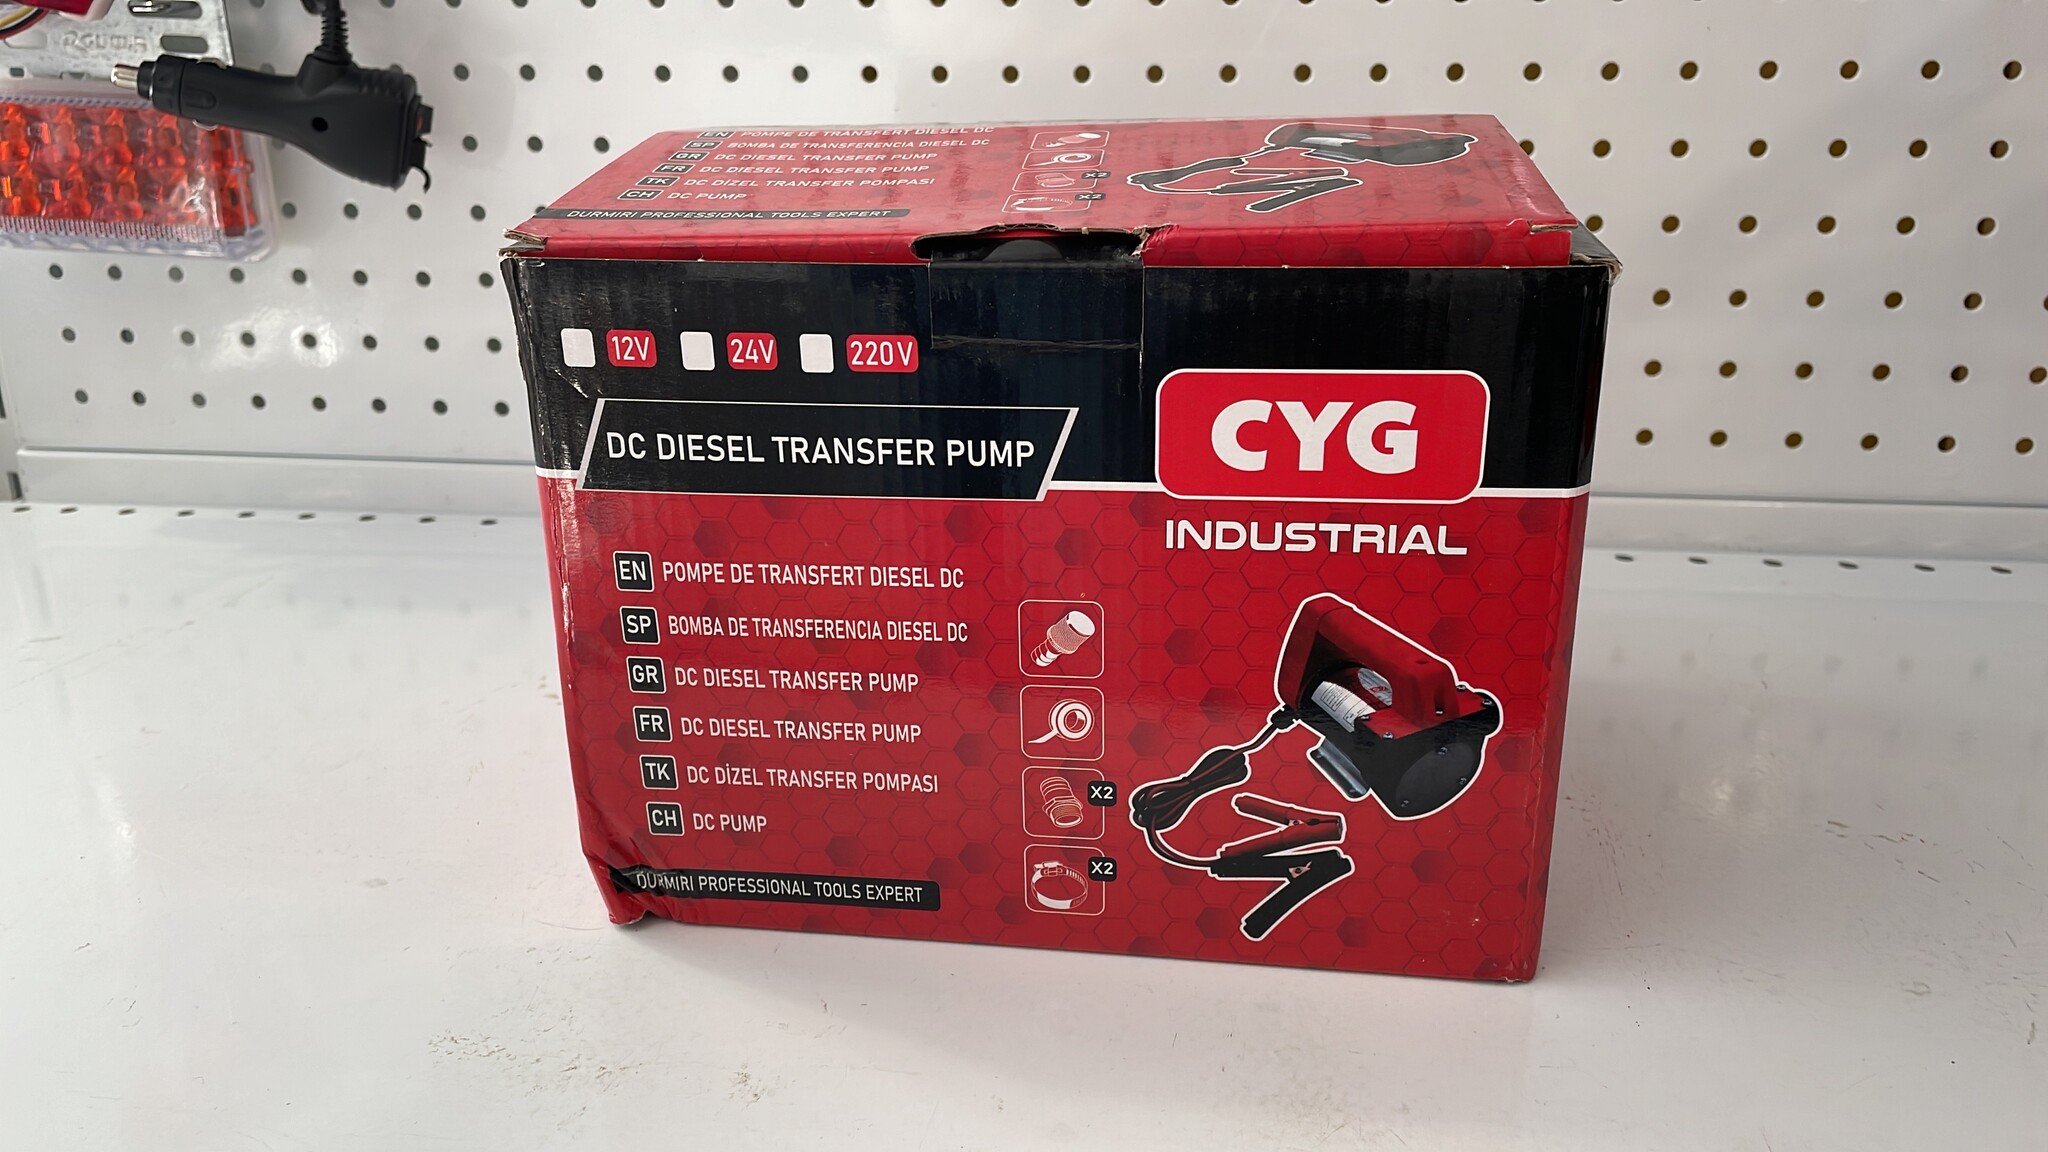 EN POMPE DE TRANSFERT DIESEL DC
SP BOMBA DE TRANSFERENCIA DIESEL DC
GR DC DIESEL TRANSFER PUMP
FR DC DIESEL TRANSFER PUMP
TK DC DİZEL TRANSFER POMPASI
CH DC PUMP
X2
X2
DURMIRI PROFESSIONAL TOOLS EXPERT
12V 24V 220V
DC DIESEL TRANSFER PUMP
CYG
INDUSTRIAL
EN POMPE DE TRANSFERT DIESEL DC
SP BOMBA DE TRANSFERENCIA DIESEL DC
GR DC DIESEL TRANSFER PUMP
FR DC DIESEL TRANSFER PUMP
TK DC DİZEL TRANSFER POMPASI
CH DC PUMP
X2
X2
DURMIRI PROFESSIONAL TOOLS EXPERT